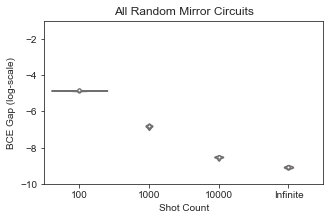 All Random Mirror Circuits
BCE Gap (log-scale)
−2
−4
−6
−8
−10
100 1000 10000 Infinite
Shot Count